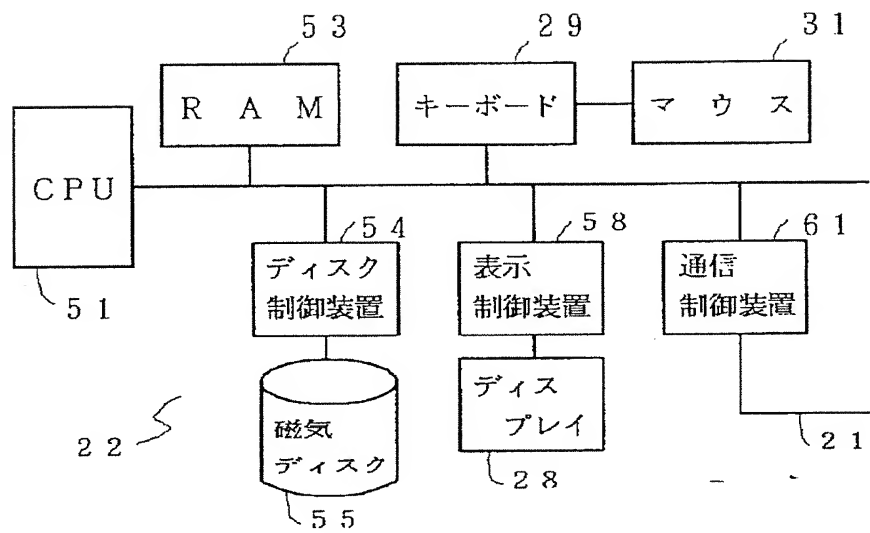 53
29
31
RAM
キーボード
マウス
CPU
54
58
61
ディスク
制御装置
表示
制御装置
通信
制御装置
51
磁気
ディスク
ディス
プレイ
22
28
21
55